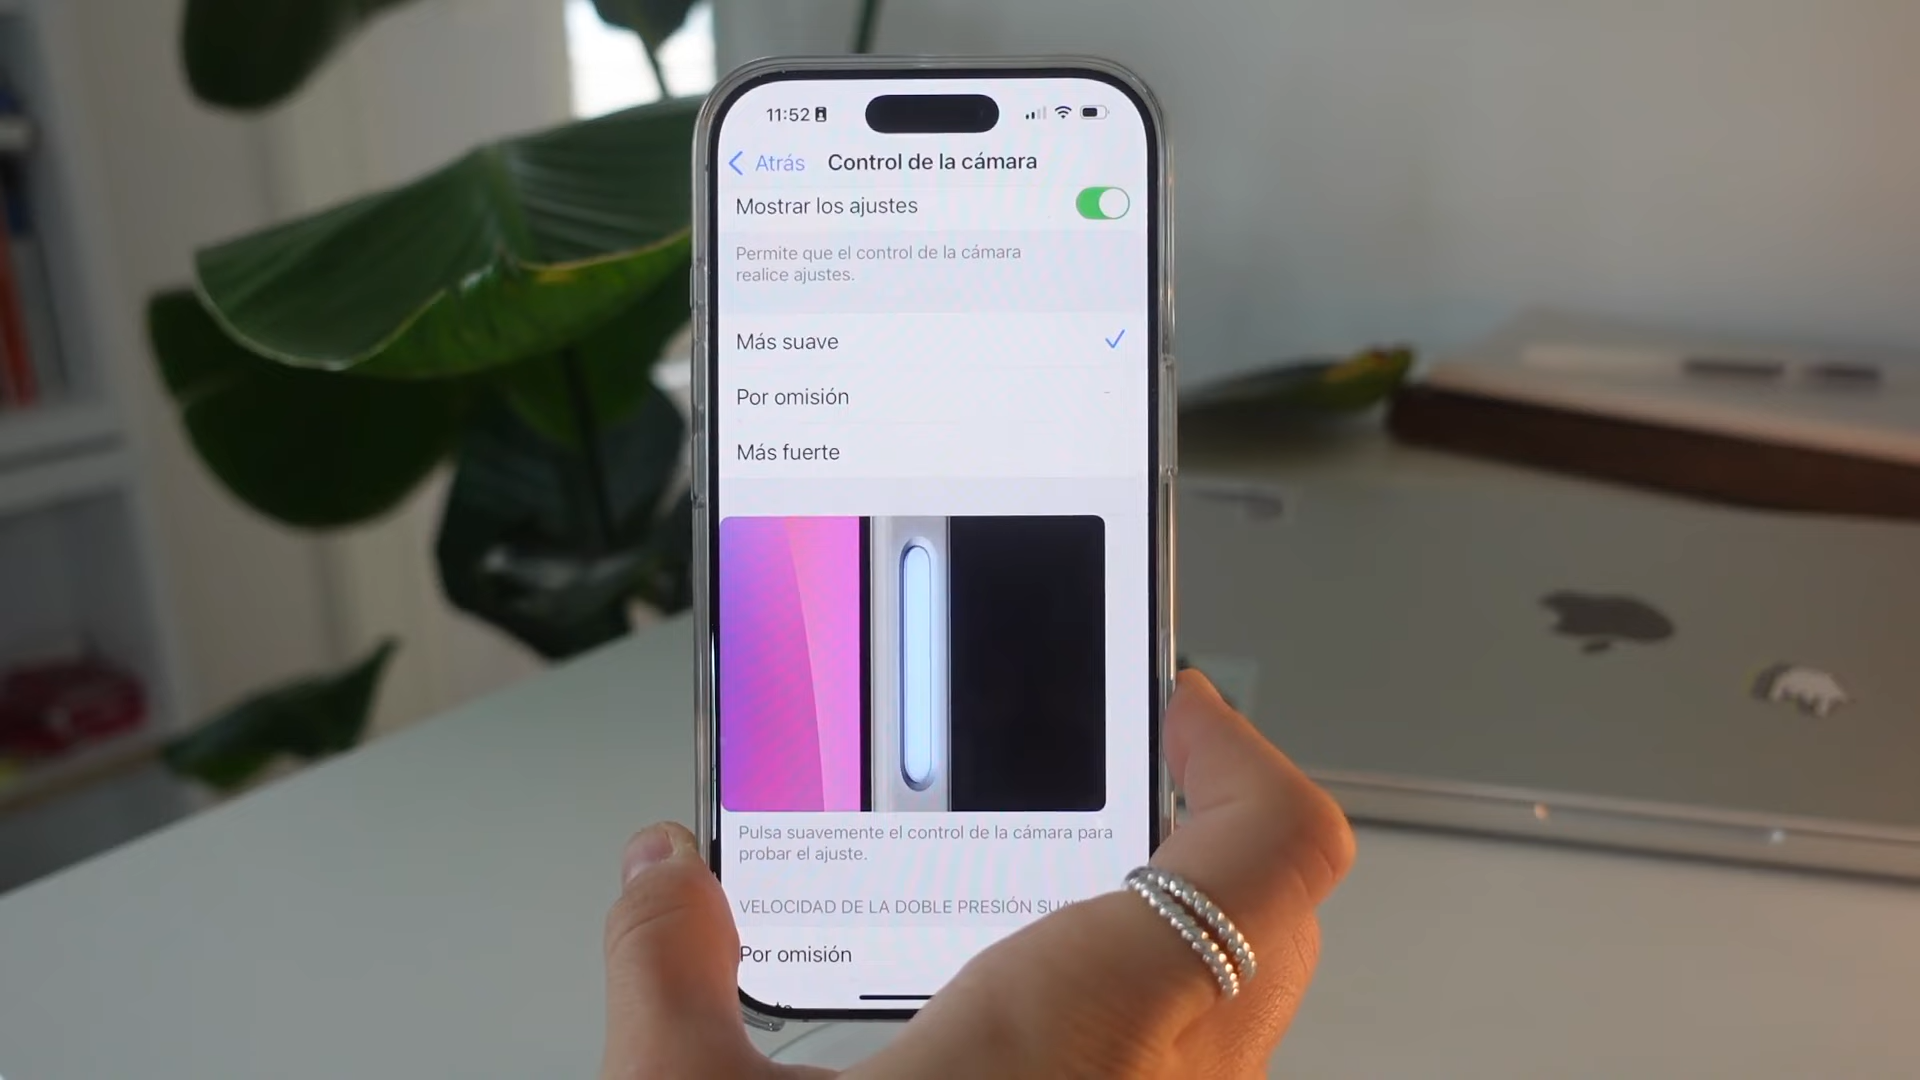 11:52
Atrás Control de la cámara
Mostrar los ajustes
Permite que el control de la cámara
realice ajustes.
Más suave
Por omisión
Más fuerte
Pulsa suavemente el control de la cámara para
probar el ajuste.
VELOCIDAD DE LA DOBLE PRESIÓN
Por omisión